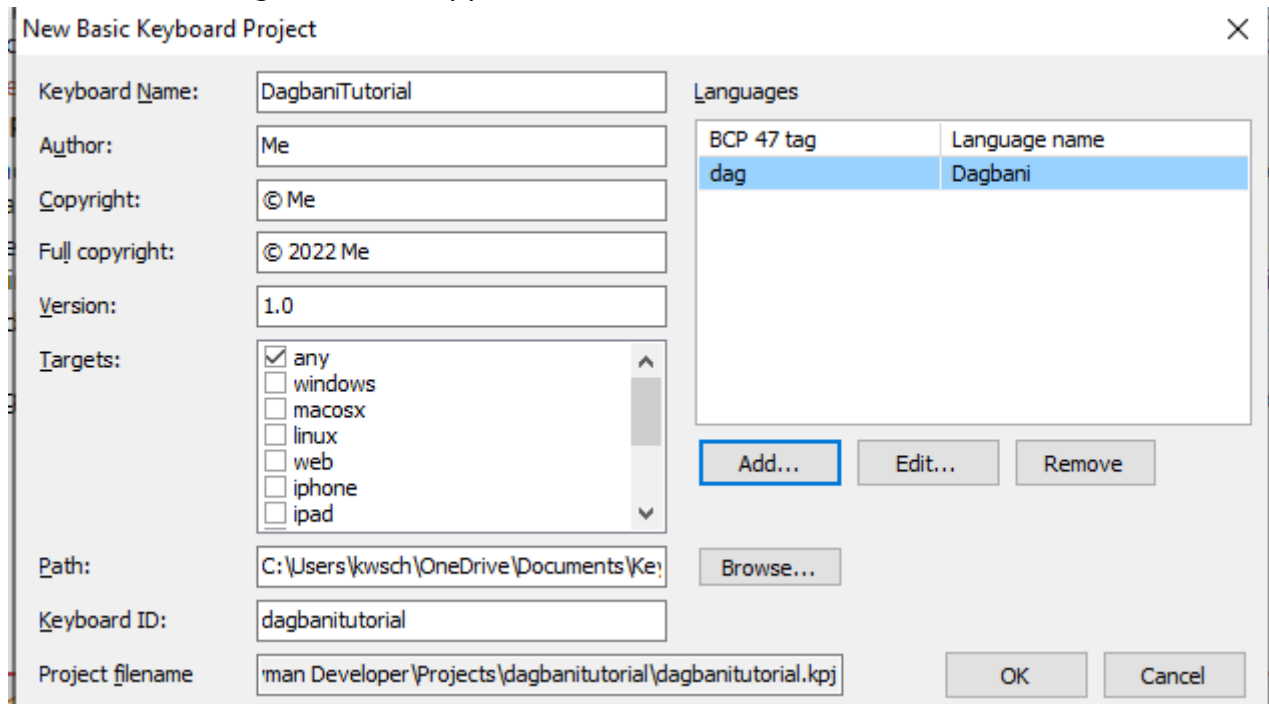 New Basic Keyboard Project
Keyboard Name:
DagbaniTutorial
Author:
Me
Copyright:
© Me
Full copyright:
© 2022 Me
Version:
1.0
Targets:
any
windows
macosx
linux
web
iphone
ipad
Path:
C:\Users\kwsch\OneDrive\Documents\Key
Keyboard ID:
dagbanitutorial
Project filename
man Developer\Projects\dagbanitutorial\dagbanitutorial.kpj
Languages
BCP 47 tag Language name
dag Dagbani
Add... Edit... Remove
Browse...
OK Cancel